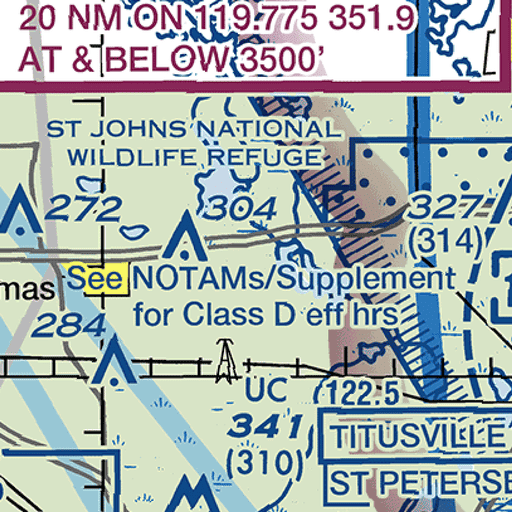 20 NM ON 119.775 351.9
AT & BELOW 3500'
ST JOHNS NATIONAL
WILDLIFE REFUGE
272
304
327
(314)
mas
See NOTAMs/Supplement
for Class D eff hrs
284
UC
122.5
341
(310)
TITUSVILLE
ST PETERSB